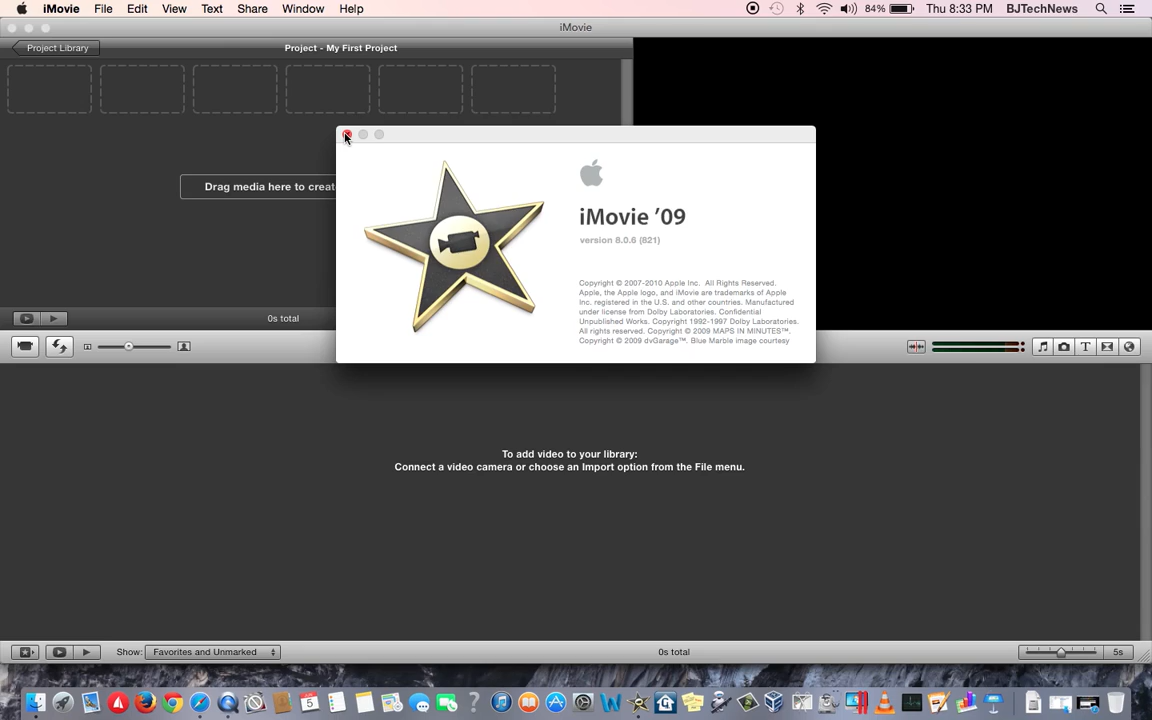 iMovie File Edit View Text Share Window Help 84% Thu 8:33 PM BJTechNews
iMovie
Project Library Project - My First Project
Drag media here to creat
iMovie ’09
version 8.0.6 (821)
Copyright © 2007-2010 Apple Inc. All Rights Reserved.
Apple, the Apple logo, and iMovie are trademarks of Apple
Inc. registered in the U.S. and other countries. Manufactured
under license from Dolby Laboratories. Confidential
Unpublished Works. Copyright 1992-1997 Dolby Laboratories.
All rights reserved. Copyright © 2009 MAPS IN MINUTES™.
Copyright © 2009 dvGarage™. Blue Marble image courtesy
0s total
T
To add video to your library:
Connect a video camera or choose an Import option from the File menu.
Show: Favorites and Unmarked 0s total 5s
5